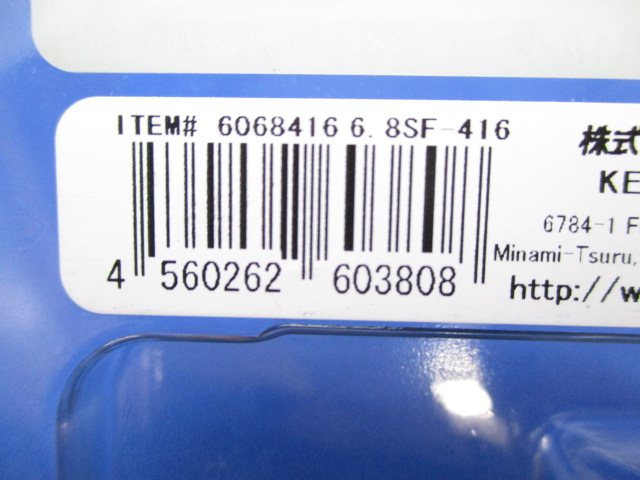 ITEM# 6068416 6.8SF-416
4 560262 603808
株式
KE
6784-1 F
Minami-Tsuru,
http://w